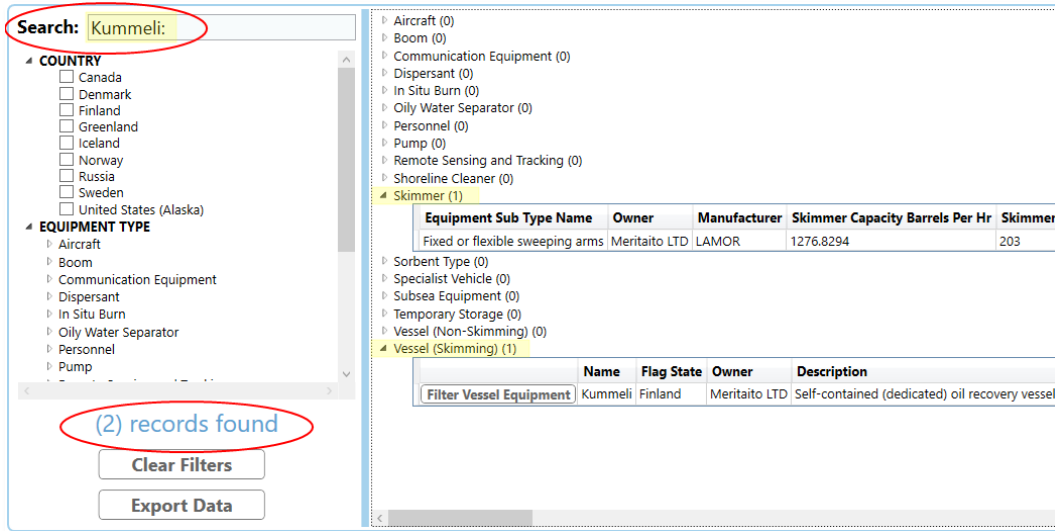 Search: Kummeli:
COUNTRY
Canada
Denmark
Finland
Greenland
Iceland
Norway
Russia
Sweden
United States (Alaska)
EQUIPMENT TYPE
Aircraft
Boom
Communication Equipment
Dispersant
In Situ Burn
Oily Water Separator
Personnel
Pump
(2) records found
Clear Filters
Export Data
Aircraft (0)
Boom (0)
Communication Equipment (0)
Dispersant (0)
In Situ Burn (0)
Oily Water Separator (0)
Personnel (0)
Pump (0)
Remote Sensing and Tracking (0)
Shoreline Cleaner (0)
Skimmer (1)
Equipment Sub Type Name Owner Manufacturer Skimmer Capacity Barrels Per Hr Skimmer
Fixed or flexible sweeping arms Meritaito LTD LAMOR 1276.8294 203
Sorbent Type (0)
Specialist Vehicle (0)
Subsea Equipment (0)
Temporary Storage (0)
Vessel (Non-Skimming) (0)
Vessel (Skimming) (1)
Name Flag State Owner Description
Filter Vessel Equipment Kummeli Finland Meritaito LTD Self-contained (dedicated) oil recovery vessel